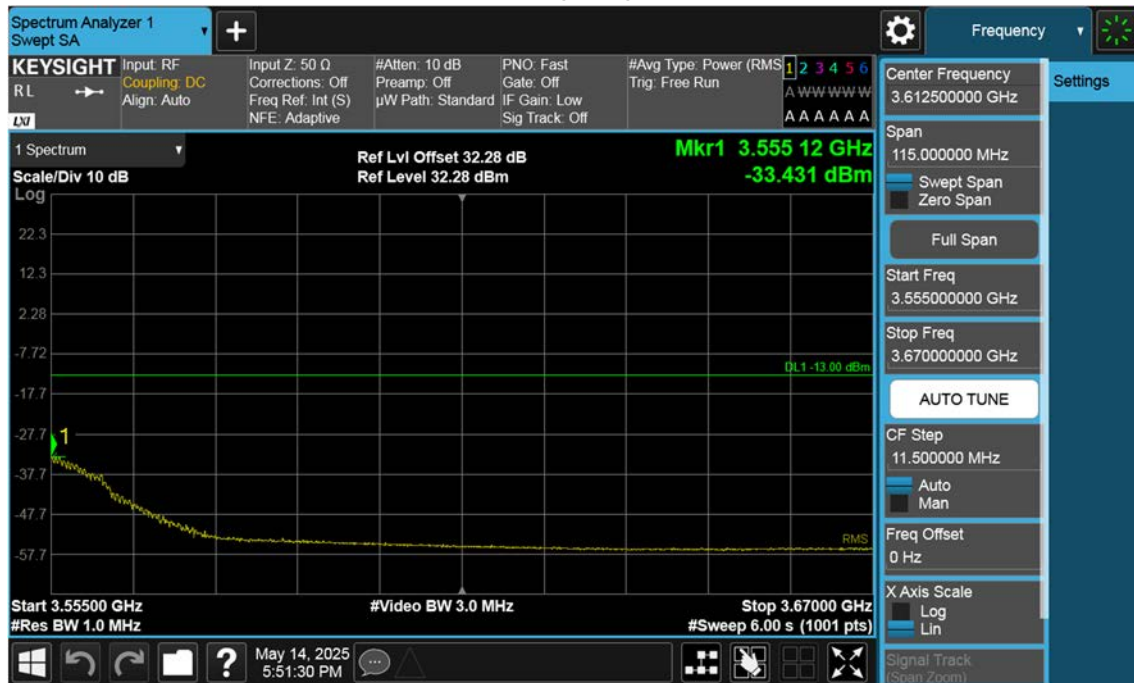 Spectrum Analyzer 1
Swept SA
Frequency
KEYSIGHT
RL
LXI
Input: RF
Coupling: DC
Align: Auto
Input Z: 50 Ω
Corrections: Off
Freq Ref: Int (S)
NFE: Adaptive
#Atten: 10 dB
Preamp: Off
µW Path: Standard
PNO: Fast
Gate: Off
IF Gain: Low
Sig Track: Off
#Avg Type: Power (RMS
Trig: Free Run
1 2 3 4 5 6
A W W W W W
A A A A A A
1 Spectrum
Scale/Div 10 dB
Ref Lvl Offset 32.28 dB
Ref Level 32.28 dBm
Mkr1 3.555 12 GHz
-33.431 dBm
Log
22.3
12.3
2.28
-7.72
DL1 -13.00 dBm
-17.7
-27.7
1
-37.7
-47.7
RMS
-57.7
Start 3.55500 GHz
#Res BW 1.0 MHz
#Video BW 3.0 MHz
Stop 3.67000 GHz
#Sweep 6.00 s (1001 pts)
Center Frequency
3.612500000 GHz
Settings
Span
115.000000 MHz
Swept Span
Zero Span
Full Span
Start Freq
3.555000000 GHz
Stop Freq
3.670000000 GHz
AUTO TUNE
CF Step
11.500000 MHz
Auto
Man
Freq Offset
0 Hz
X Axis Scale
Log
Lin
Signal Track
(Span Zoom)
?
May 14, 2025
5:51:30 PM